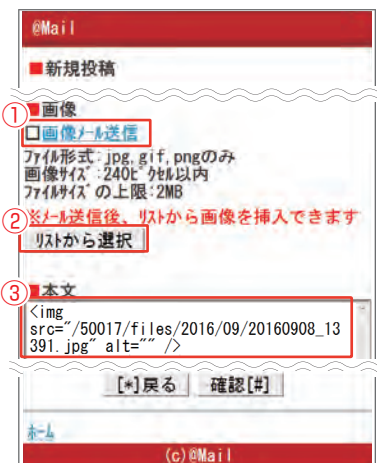 @Mail
■新規投稿
① ■画像
□画像ﾒｰﾙ送信
ﾌｧｲﾙ形式:jpg,gif,pngのみ
画像ｻｲｽﾞ:240ﾋﾟｸｾﾙ以内
ﾌｧｲﾙｻｲｽﾞの上限:2MB
② ※ﾒｰﾙ送信後、ﾘｽﾄから画像を挿入できます
ﾘｽﾄから選択
③ ■本文
<img
src="/50017/files/2016/09/20160908_13
391.jpg" alt="" />
[*]戻る 確認[#]
ﾎｰﾑ
(c)@Mail